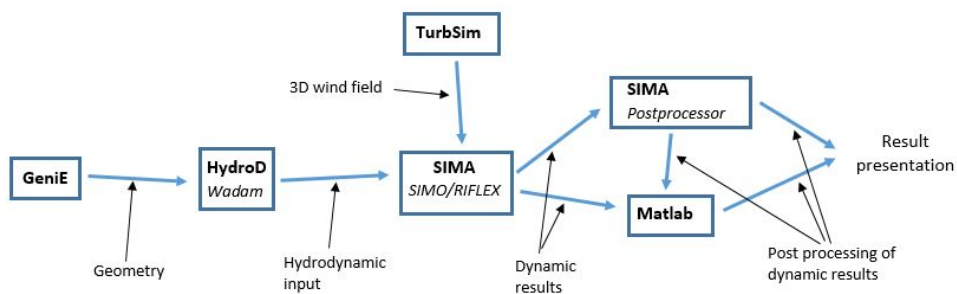 TurbSim
3D wind field
SIMA
Postprocessor
Result
presentation
GeniE
HydroD
Wadam
SIMA
SIMO/RIFLEX
Matlab
Geometry
Hydrodynamic
input
Dynamic
results
Post processing of
dynamic results